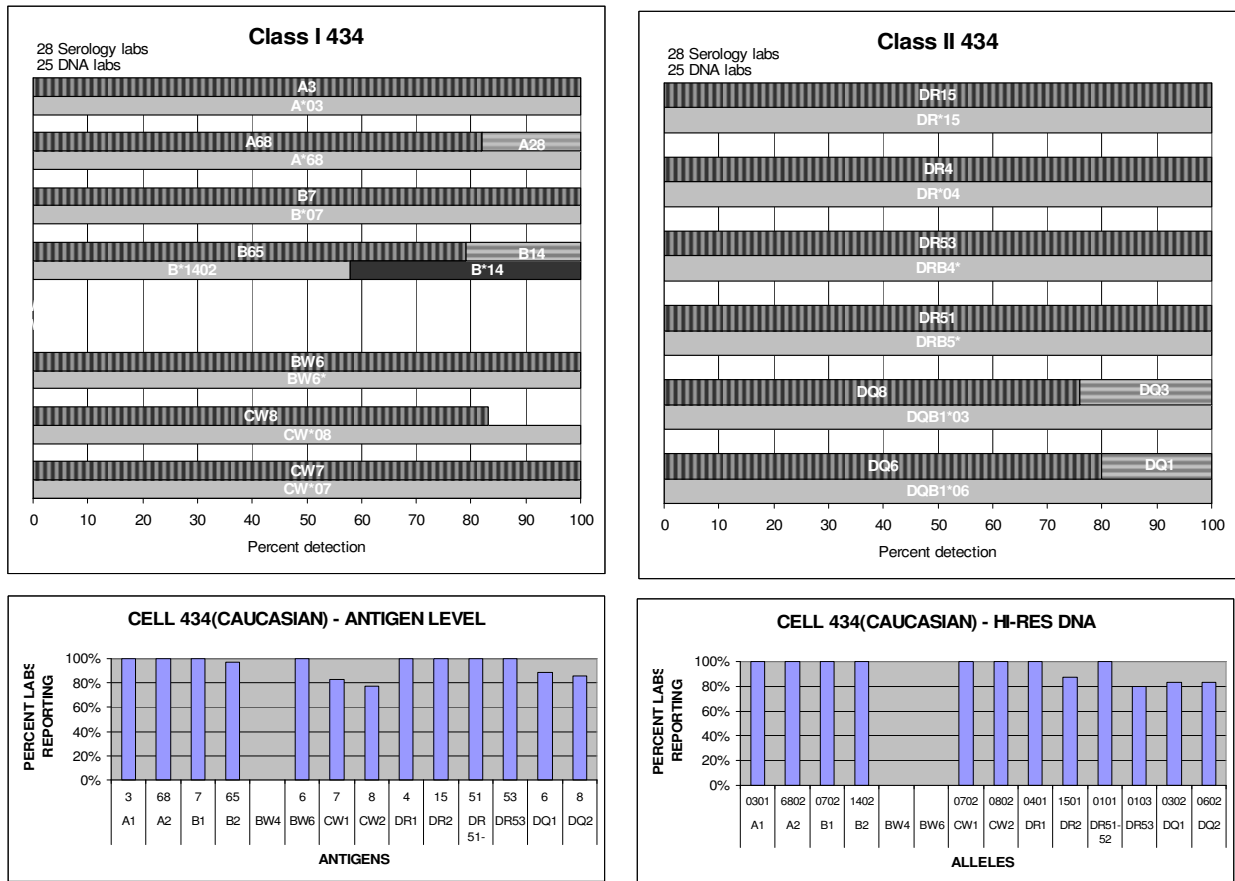 Class I 434
28 Serology labs
25 DNA labs
A3
A*03
A68
A28
A*68
B7
B*07
B65
B14
B*1402
B*14
BW6
BW6*
CW8
CW*08
CW7
CW*07
0 10 20 30 40 50 60 70 80 90 100
Percent detection
Class II 434
28 Serology labs
25 DNA labs
DR15
DR*15
DR4
DR*04
DR53
DRB4*
DR51
DRB5*
DQ8
DQ3
DQB1*03
DQ6
DQ1
DQB1*06
0 10 20 30 40 50 60 70 80 90 100
Percent detection
CELL 434(CAUCASIAN) - ANTIGEN LEVEL
PERCENT LABS
REPORTING
100%
80%
60%
40%
20%
0%
3 68 7 65 6 7 8 4 15 51 53 6 8
A1 A2 B1 B2 BW4 BW6 CW1 CW2 DR1 DR2 DR DR53 DQ1 DQ2
51-
ANTIGENS
CELL 434(CAUCASIAN) - HI-RES DNA
PERCENT LABS
REPORTING
100%
80%
60%
40%
20%
0%
0301 6802 0702 1402 0702 0802 0401 1501 0101 0103 0302 0602
A1 A2 B1 B2 BW4 BW6 CW1 CW2 DR1 DR2 DR51- DR53 DQ1 DQ2
52
ALLELES